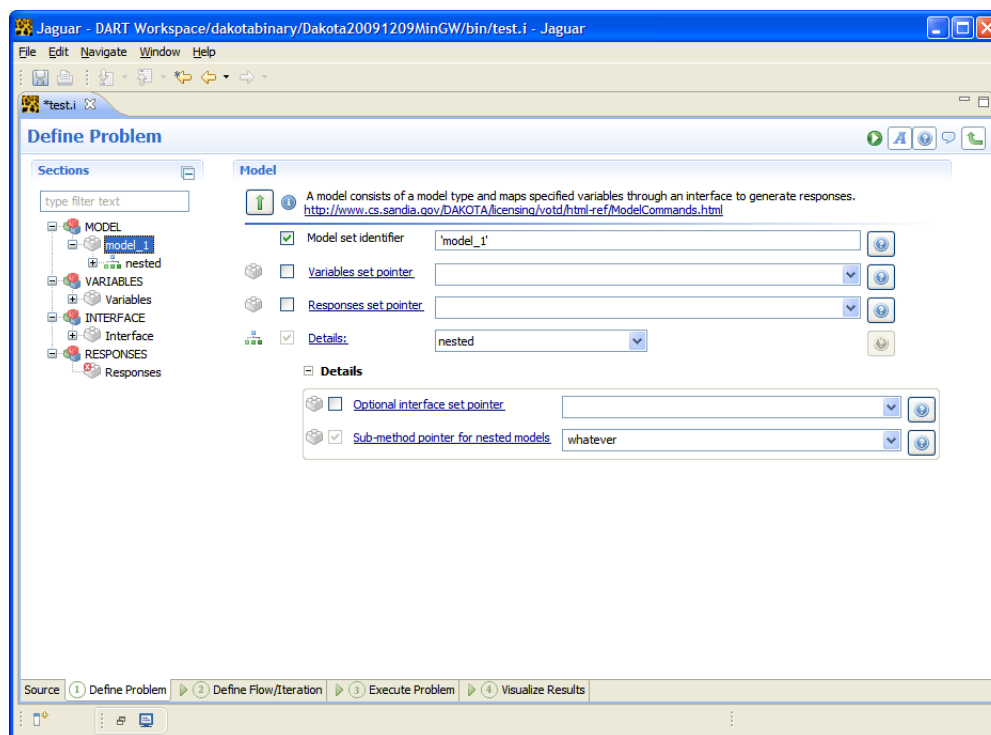 Jaguar - DART Workspace/dakotabinary/Dakota20091209MinGW/bin/test.i - Jaguar
File Edit Navigate Window Help
*test.i
Define Problem
Sections
type filter text
MODEL
model_1
nested
VARIABLES
Variables
INTERFACE
Interface
RESPONSES
Responses
Model
A model consists of a model type and maps specified variables through an interface to generate responses.
http://www.cs.sandia.gov/DAKOTA/licensing/votd/html-ref/ModelCommands.html
Model set identifier 'model_1'
Variables set pointer
Responses set pointer
Details: nested
Details
Optional interface set pointer
Sub-method pointer for nested models whatever
Source 1 Define Problem 2 Define Flow/Iteration 3 Execute Problem 4 Visualize Results